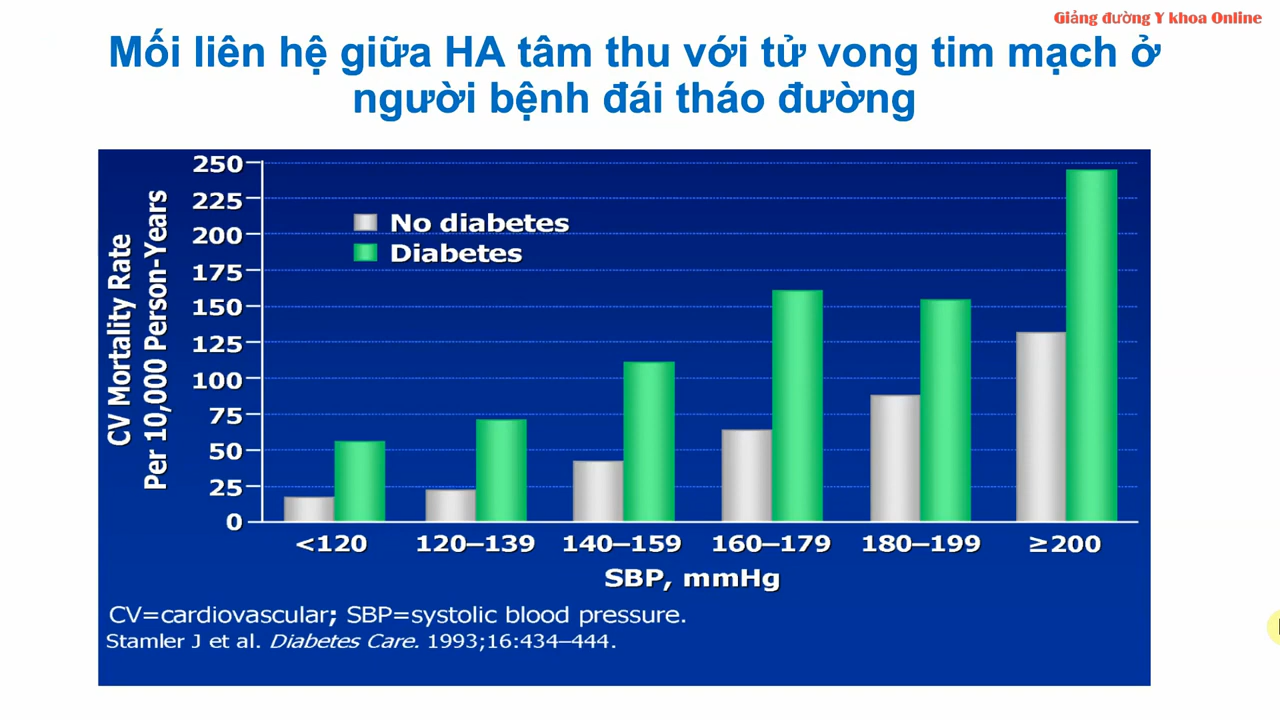 Giảng đường Y khoa Online
Mối liên hệ giữa HA tâm thu với tử vong tim mạch ở
người bệnh đái tháo đường
CV Mortality Rate
Per 10,000 Person-Years
250
225
200
175
150
125
100
75
50
25
0
No diabetes
Diabetes
<120
120–139
140–159
160–179
180–199
≥200
SBP, mmHg
CV=cardiovascular; SBP=systolic blood pressure.
Stamler J et al. Diabetes Care. 1993;16:434–444.